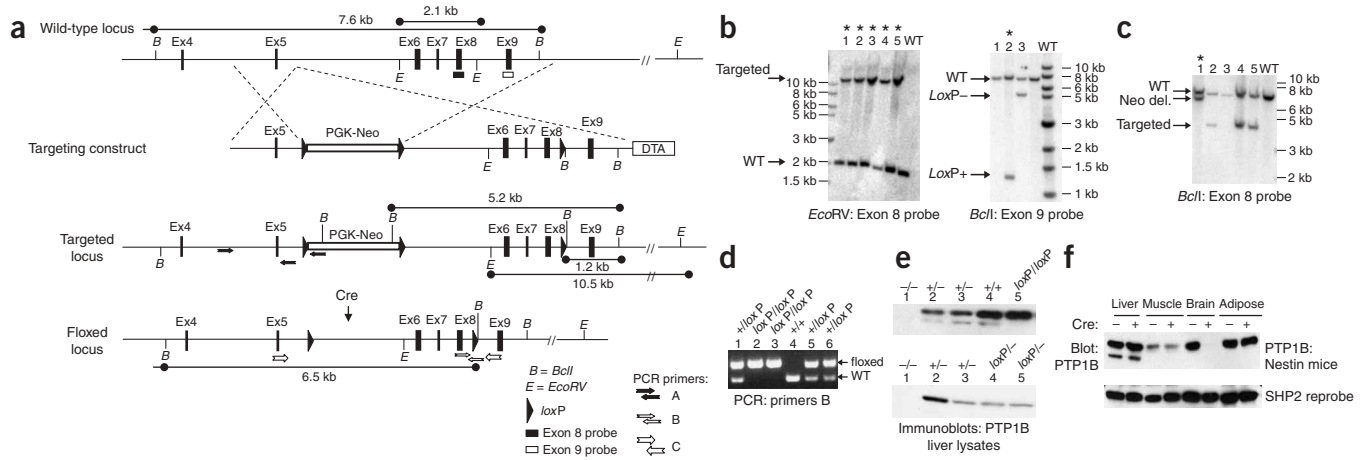 a
7.6 kb
2.1 kb
Wild-type locus
B Ex4 Ex5 Ex6 Ex7 Ex8 Ex9 B E
E E
Targeting construct
Ex5 PGK-Neo Ex6 Ex7 Ex8 Ex9
E B B DTA
5.2 kb
Targeted locus
Ex4 Ex5 B PGK-Neo B Ex6 Ex7 Ex8 B Ex9 B E
B E
1.2 kb
10.5 kb
Cre
Floxed locus
Ex4 Ex5 Ex6 Ex7 Ex8 B Ex9 B E
B E
6.5 kb
B = BclI
E = EcoRV
loxP
Exon 8 probe
Exon 9 probe
PCR primers:
A
B
C
b
* * * * *
1 2 3 4 5 WT
Targeted
10 kb
8 kb
6 kb
5 kb
4 kb
3 kb
WT
2 kb
1.5 kb
EcoRV: Exon 8 probe
*
1 2 3 WT
WT
LoxP–
LoxP+
10 kb
8 kb
6 kb
5 kb
3 kb
2 kb
1.5 kb
1 kb
BclI: Exon 9 probe
c
*
1 2 3 4 5 WT
WT
Neo del.
Targeted
10 kb
8 kb
6 kb
5 kb
4 kb
3 kb
2 kb
BclI: Exon 8 probe
d
+/lox P
lox P/lox P
lox P/lox P
+/+
+/lox P
+/lox P
1 2 3 4 5 6
floxed
WT
PCR: primers B
e
–/– +/– +/– +/+ loxP/loxP
1 2 3 4 5
–/– +/– +/– loxP/– loxP/–
1 2 3 4 5
Immunoblots: PTP1B
liver lysates
f
Liver Muscle Brain Adipose
Cre: – + – + – + – +
Blot:
PTP1B
PTP1B:
Nestin mice
SHP2 reprobe